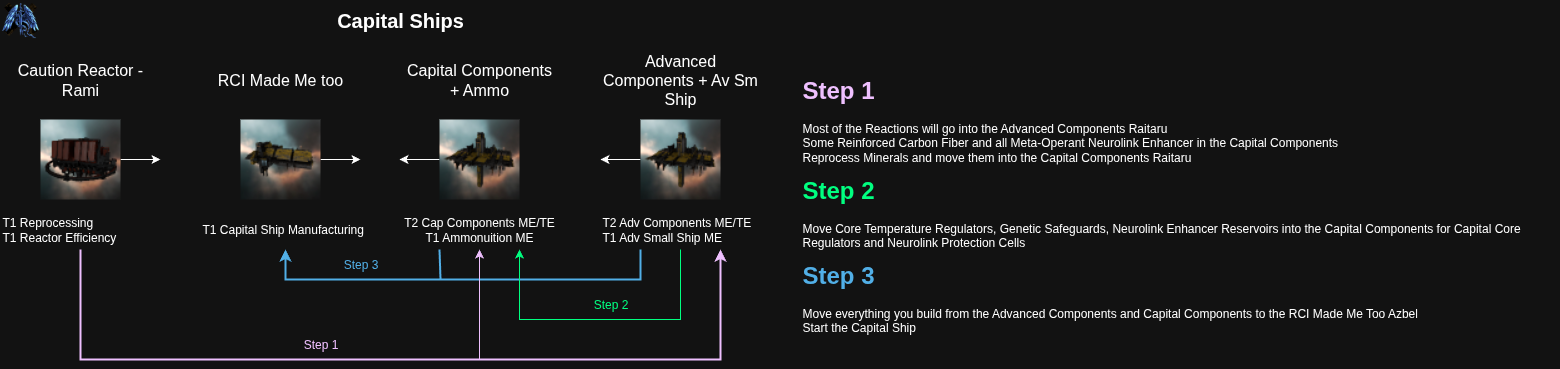 Capital Ships
Caution Reactor -
Rami
RCI Made Me too
Capital Components
+ Ammo
Advanced
Components + Av Sm
Ship
T1 Reprocessing
T1 Reactor Efficiency
T1 Capital Ship Manufacturing
T2 Cap Components ME/TE
T1 Ammonuition ME
T2 Adv Components ME/TE
T1 Adv Small Ship ME
Step 3
Step 2
Step 1
Step 1
Most of the Reactions will go into the Advanced Components Raitaru
Some Reinforced Carbon Fiber and all Meta-Operant Neurolink Enhancer in the Capital Components
Reprocess Minerals and move them into the Capital Components Raitaru
Step 2
Move Core Temperature Regulators, Genetic Safeguards, Neurolink Enhancer Reservoirs into the Capital Components for Capital Core
Regulators and Neurolink Protection Cells
Step 3
Move everything you build from the Advanced Components and Capital Components to the RCI Made Me Too Azbel
Start the Capital Ship